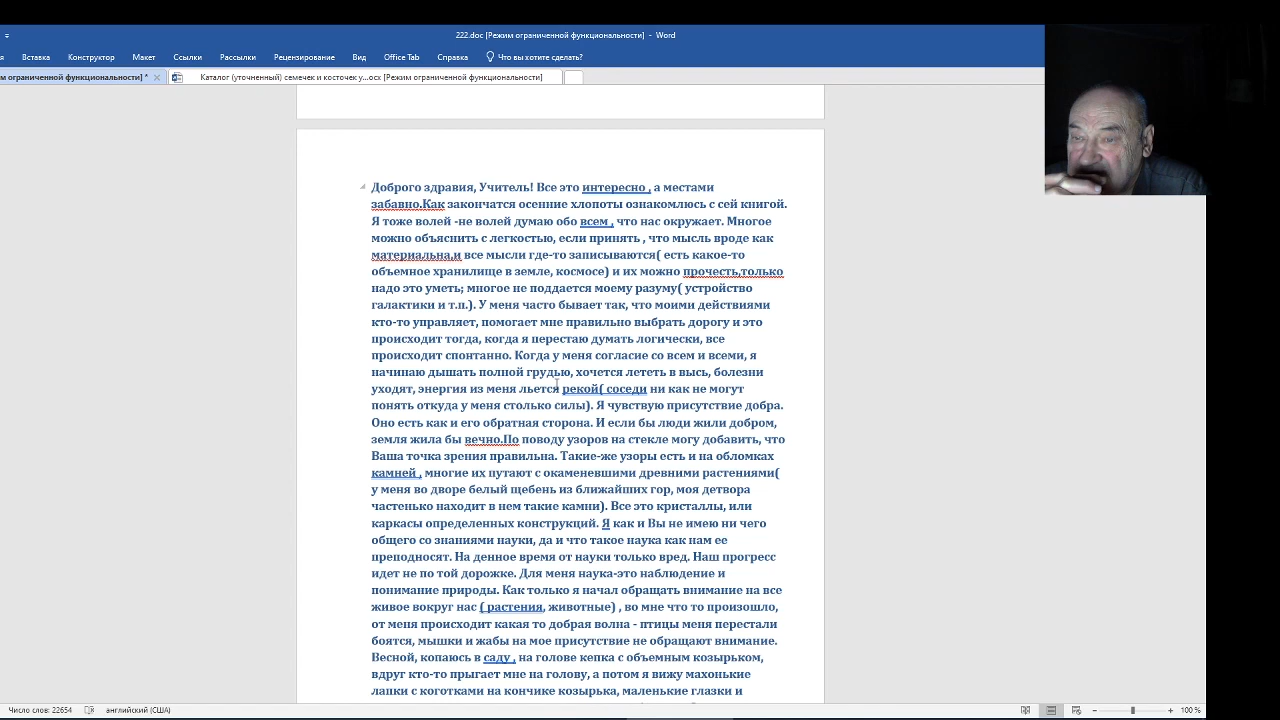 222.doc [Режим ограниченной функциональности] - Word
Вставка Конструктор Макет Ссылки Рассылки Рецензирование Вид Office Tab Справка Что вы хотите сделать?
м ограниченной функциональности] * Каталог (уточненный) семечек и косточек у...ocx [Режим ограниченной функциональности]
Доброго здравия, Учитель! Все это интересно , а местами
забавно.Как закончатся осенние хлопоты ознакомлюсь с сей книгой.
Я тоже волей -не волей думаю обо всем , что нас окружает. Многое
можно объяснить с легкостью, если принять , что мысль вроде как
материальна,и все мысли где-то записываются( есть какое-то
объемное хранилище в земле, космосе) и их можно прочесть,только
надо это уметь; многое не поддается моему разуму( устройство
галактики и т.п.). У меня часто бывает так, что моими действиями
кто-то управляет, помогает мне правильно выбрать дорогу и это
происходит тогда, когда я перестаю думать логически, все
происходит спонтанно. Когда у меня согласие со всем и всеми, я
начинаю дышать полной грудью, хочется лететь в высь, болезни
уходят, энергия из меня льется рекой( соседи ни как не могут
понять откуда у меня столько силы). Я чувствую присутствие добра.
Оно есть как и его обратная сторона. И если бы люди жили добром,
земля жила бы вечно.По поводу узоров на стекле могу добавить, что
Ваша точка зрения правильна. Такие-же узоры есть и на обломках
камней , многие их путают с окаменевшими древними растениями(
у меня во дворе белый щебень из ближайших гор, моя детвора
частенько находит в нем такие камни). Все это кристаллы, или
каркасы определенных конструкций. Я как и Вы не имею ни чего
общего со знаниями науки, да и что такое наука как нам ее
преподносят. На денное время от науки только вред. Наш прогресс
идет не по той дорожке. Для меня наука-это наблюдение и
понимание природы. Как только я начал обращать внимание на все
живое вокруг нас ( растения, животные) , во мне что то произошло,
от меня происходит какая то добрая волна - птицы меня перестали
боятся, мышки и жабы на мое присутствие не обращают внимание.
Весной, копаюсь в саду , на голове кепка с объемным козырьком,
вдруг кто-то прыгает мне на голову, а потом я вижу махонькие
лапки с коготками на кончике козырька, маленькие глазки и
Число слов: 22654 английский (США) 100 %